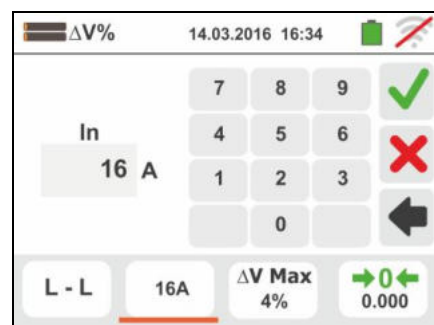 ΔV% 14.03.2016 16:34
7 8 9
In 4 5 6
16 A 1 2 3
0
L - L 16A ΔV Max 4% 0 0.000